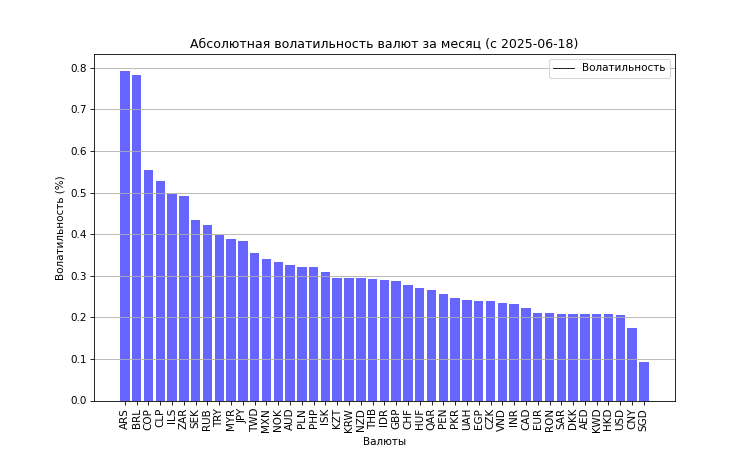 Абсолютная волатильность валют за месяц (с 2025-06-18)
Волатильность
Волатильность (%)
0.8
0.7
0.6
0.5
0.4
0.3
0.2
0.1
0.0
ARS BRL COP CLP ILS ZAR SEK RUB TRY MYR JPY TWD MXN NOK AUD PLN PHP ISK KZT KRW NZD THB IDR GBP CHF HUF QAR PEN PKR UAH EGP CZK VND INR CAD EUR RON SAR DKK AED KWD HKD USD CNY SGD
Валюты